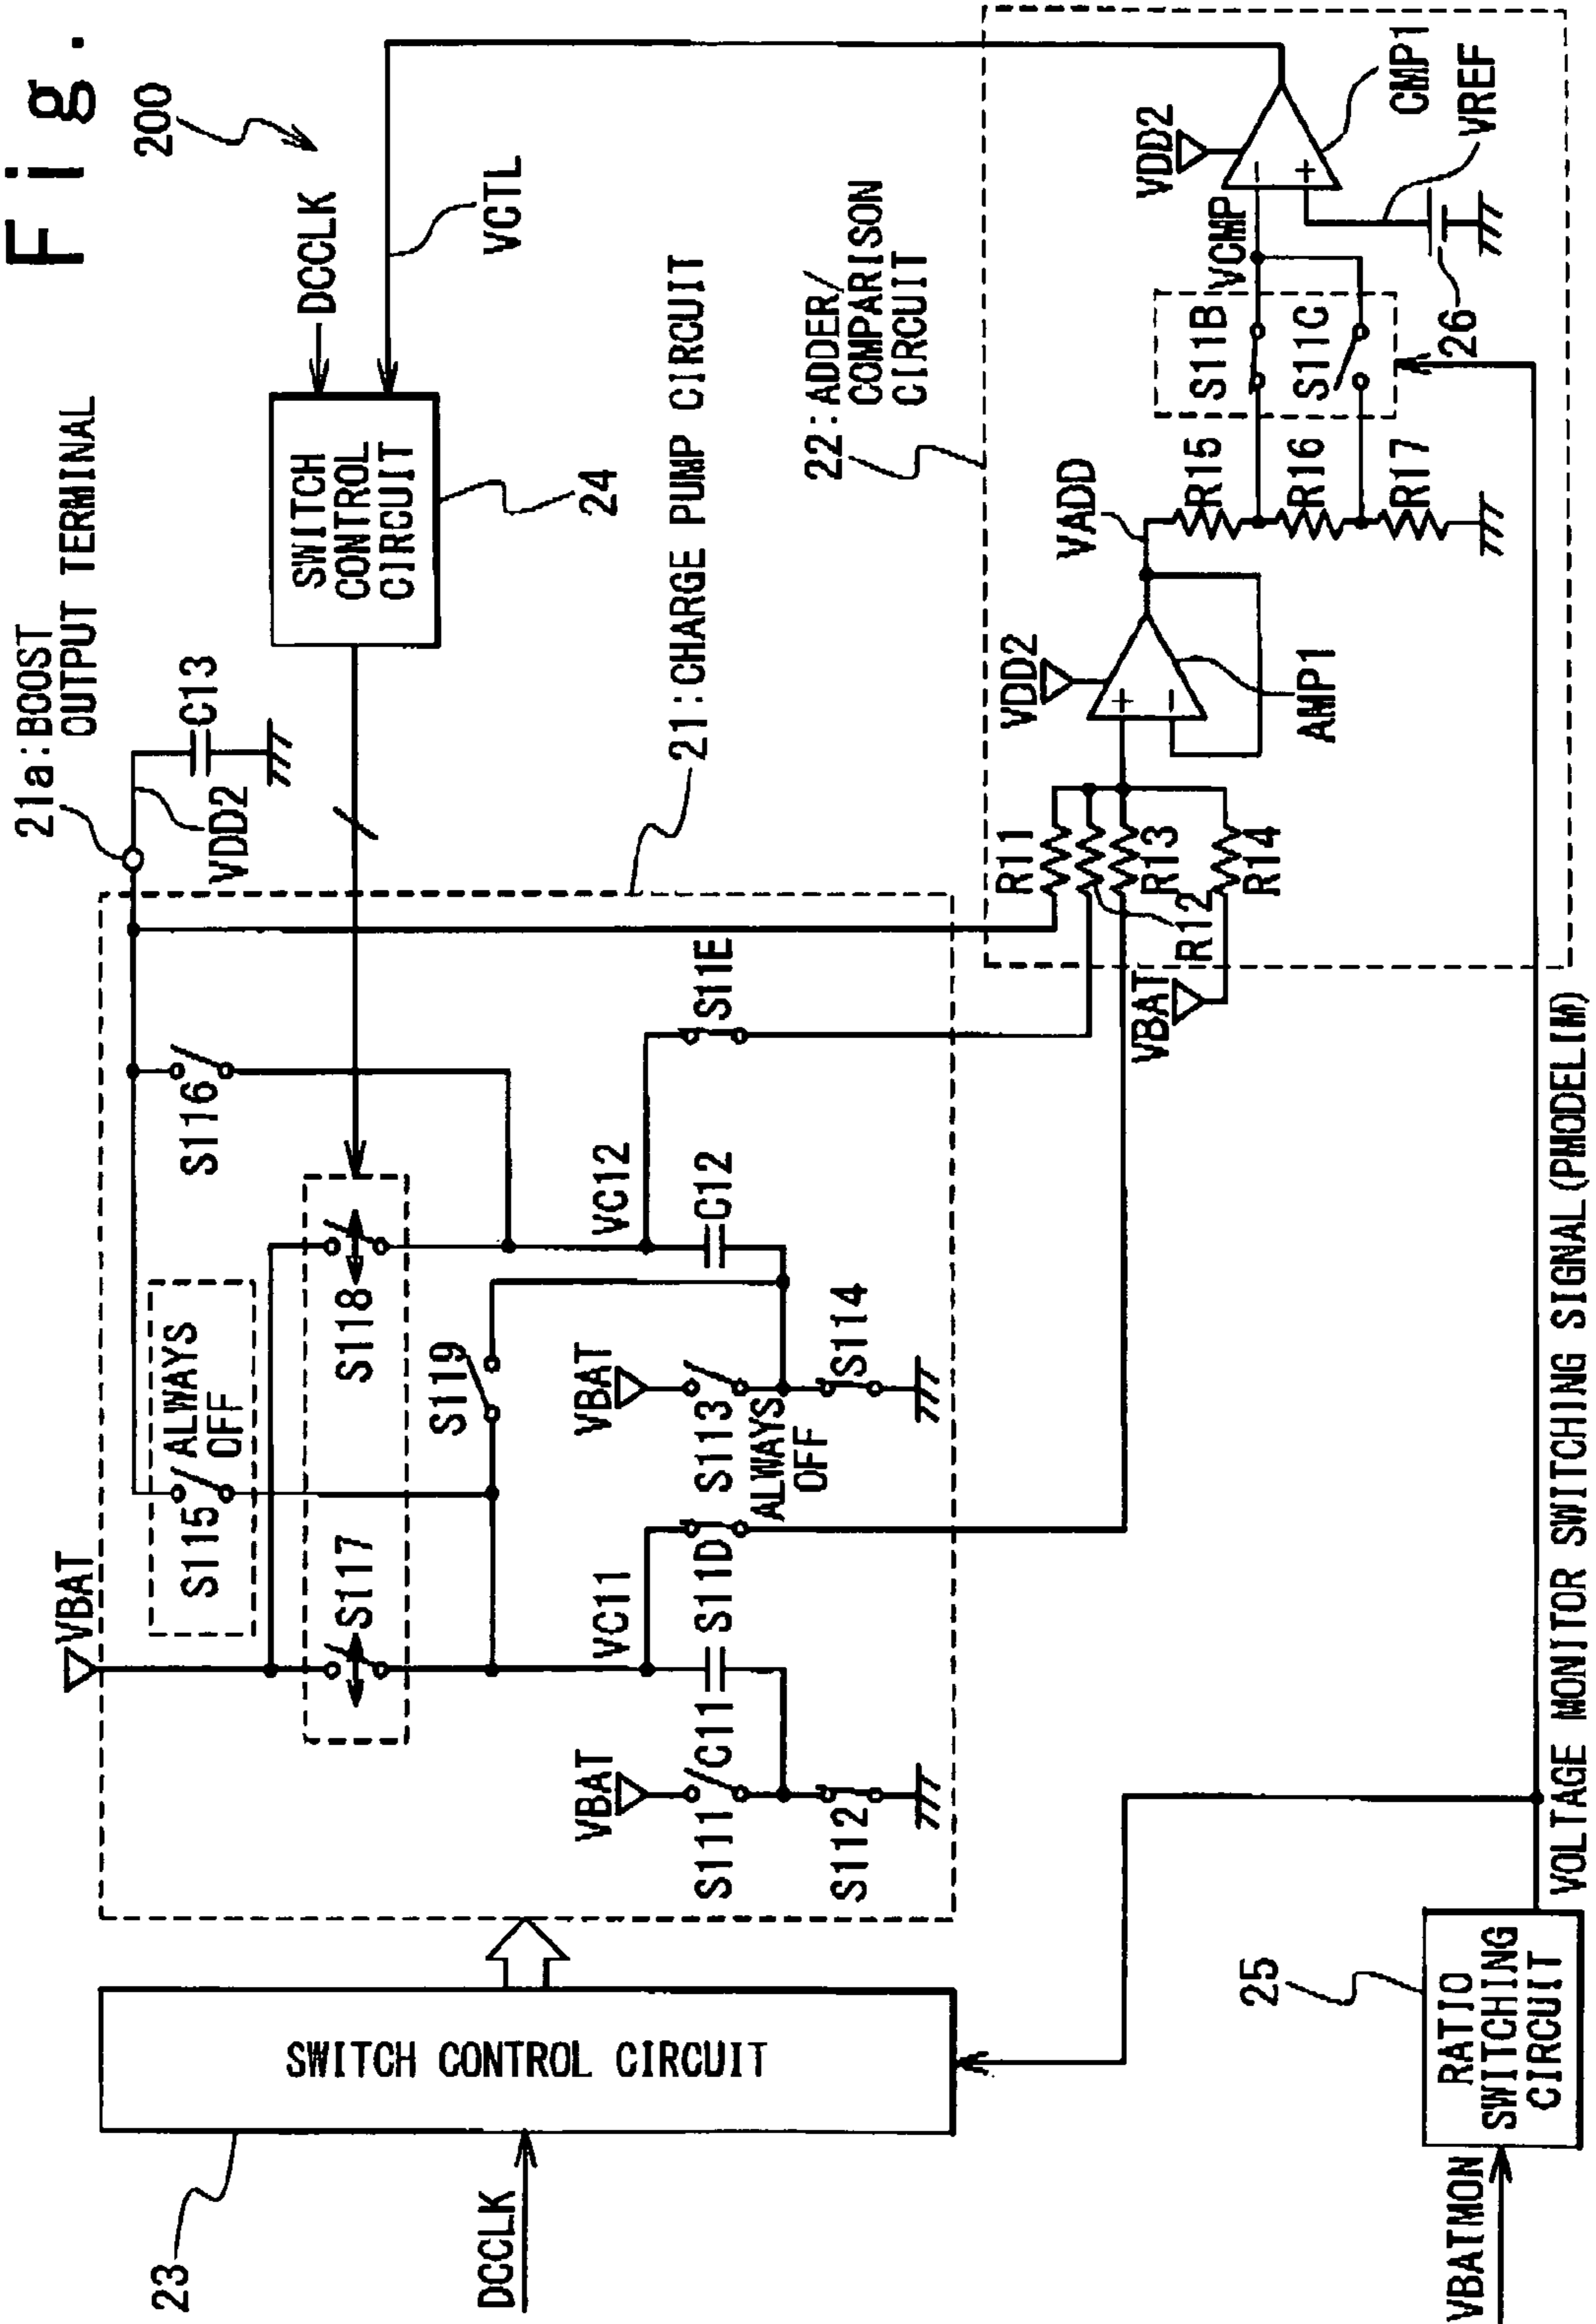 Fig.
200
21a:BOOST
OUTPUT TERMINAL
C13
VDD2
SWITCH
CONTROL
CIRCUIT
24
DCCLK
VCTL
21:CHARGE PUMP CIRCUIT
VBAT
S115
ALWAYS
OFF
S116
S117
S118
S119
VC11
VC12
VBAT
S111
C11
S112
S11D
VBAT
S113
ALWAYS
OFF
S114
C12
S11E
22:ADDER/
COMPARISON
CIRCUIT
R11
R12
R13
R14
VBAT
VDD2
AMP1
VADD
R15
R16
R17
S11B
S11C
VCMP
VDD2
CMP1
VREF
26
23
SWITCH CONTROL CIRCUIT
DCCLK
25
RATIO
SWITCHING
CIRCUIT
VBATMON
VOLTAGE MONITOR SWITCHING SIGNAL(PMODELIM)